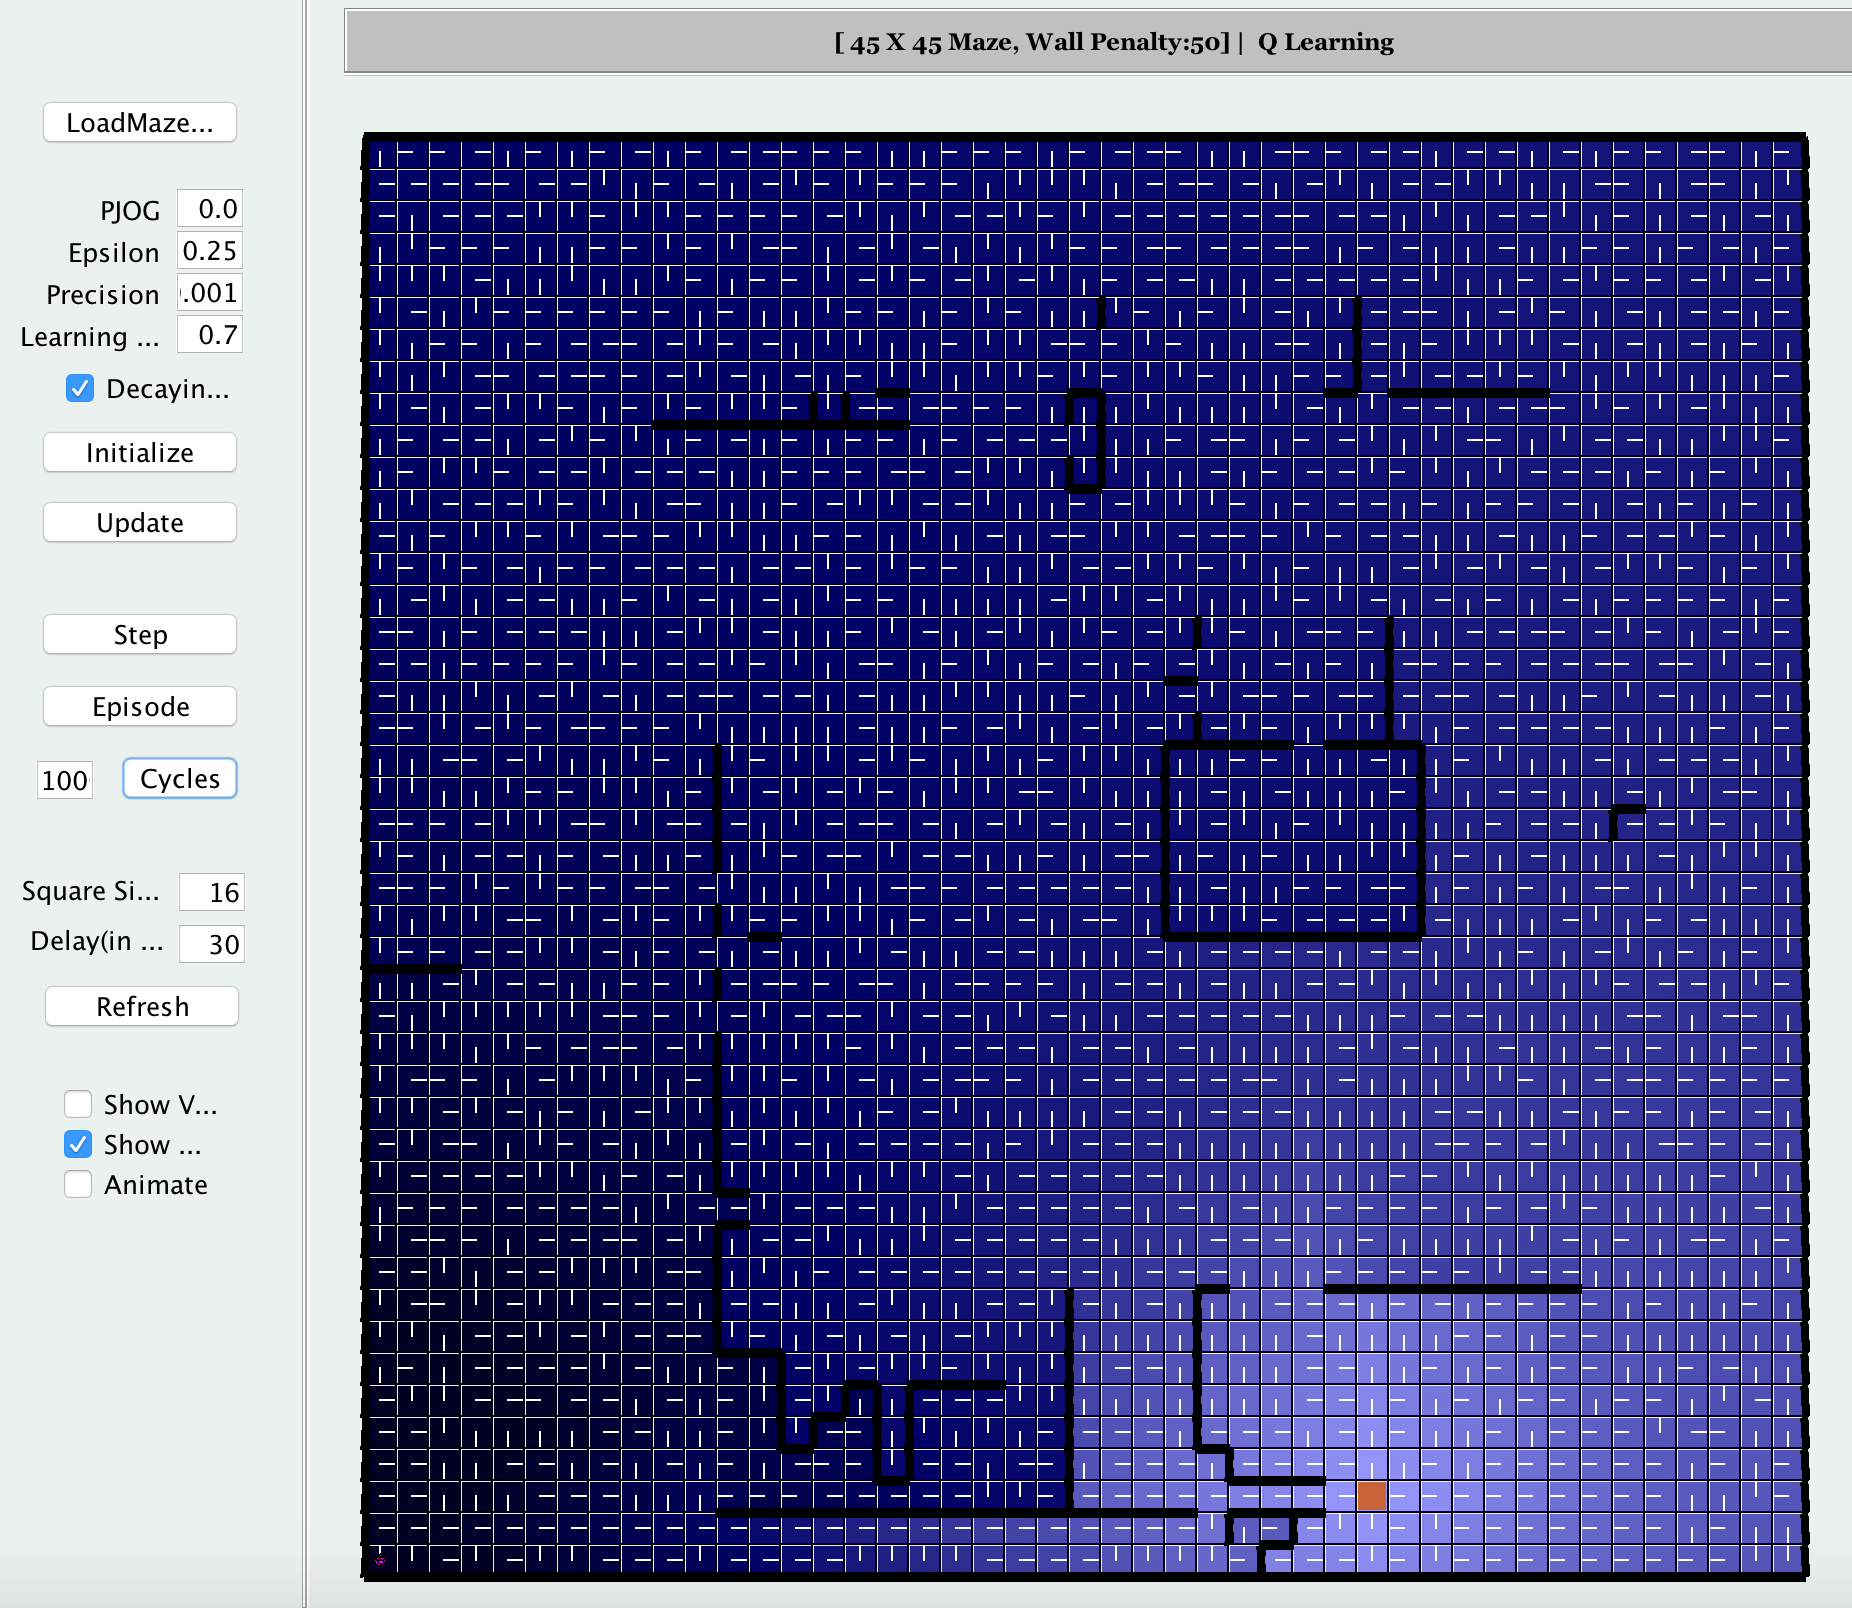 [ 45 X 45 Maze, Wall Penalty:50] | Q Learning
LoadMaze...
PJOG 0.0
Epsilon 0.25
Precision .001
Learning ... 0.7
Decayin...
Initialize
Update
Step
Episode
100 Cycles
Square Si... 16
Delay(in ... 30
Refresh
Show V...
Show ...
Animate